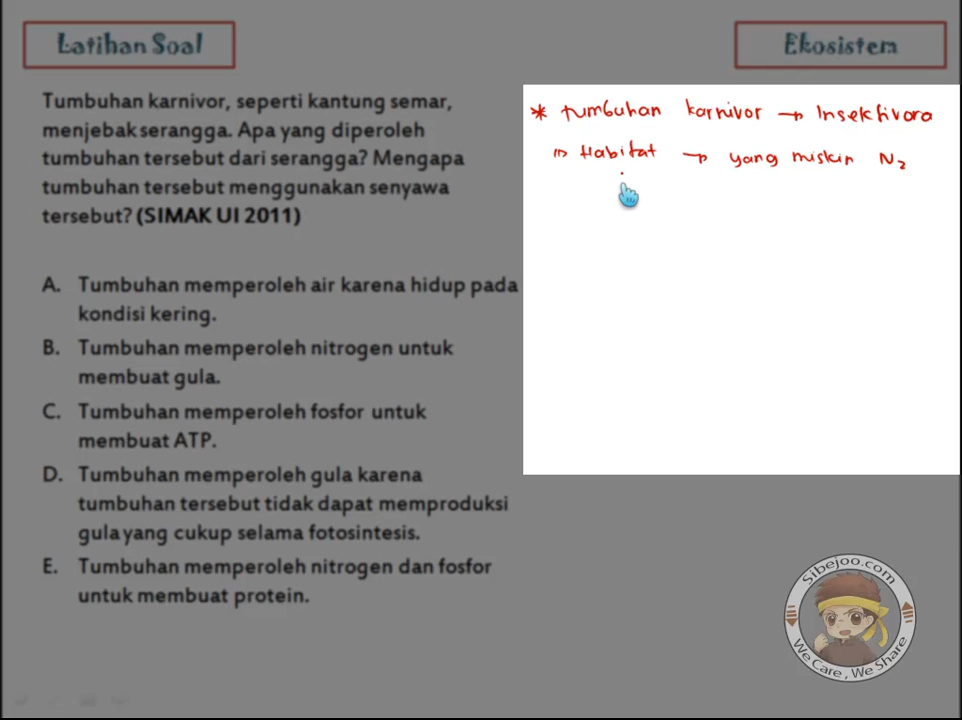 Latihan Soal
Ekosistem
Tumbuhan karnivor, seperti kantung semar,
menjebak serangga. Apa yang diperoleh
tumbuhan tersebut dari serangga? Mengapa
tumbuhan tersebut menggunakan senyawa
tersebut? (SIMAK UI 2011)
A. Tumbuhan memperoleh air karena hidup pada
kondisi kering.
B. Tumbuhan memperoleh nitrogen untuk
membuat gula.
C. Tumbuhan memperoleh fosfor untuk
membuat ATP.
D. Tumbuhan memperoleh gula karena
tumbuhan tersebut tidak dapat memproduksi
gula yang cukup selama fotosintesis.
E. Tumbuhan memperoleh nitrogen dan fosfor
untuk membuat protein.
* Tumbuhan karnivor → Insektivora
⇒ Habitat → yang miskin N₂
Sibejoo.com
We Care, We Share